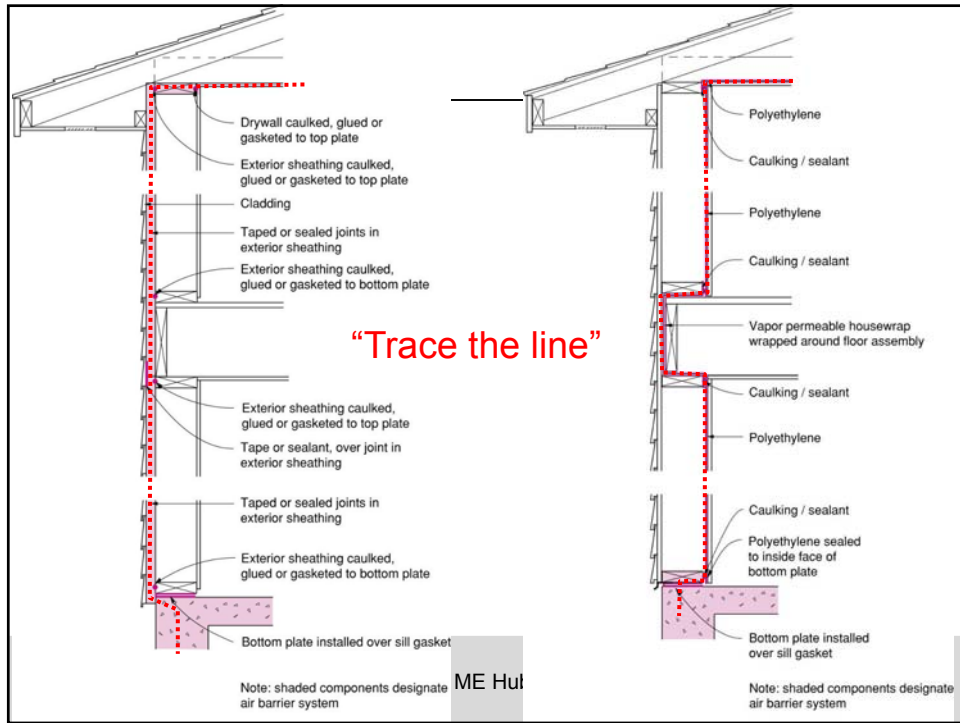 Drywall caulked, glued or
gasketed to top plate
Exterior sheathing caulked,
glued or gasketed to top plate
Cladding
Taped or sealed joints in
exterior sheathing
Exterior sheathing caulked,
glued or gasketed to bottom plate
"Trace the line"
Exterior sheathing caulked,
glued or gasketed to top plate
Tape or sealant, over joint in
exterior sheathing
Taped or sealed joints in
exterior sheathing
Exterior sheathing caulked,
glued or gasketed to bottom plate
Bottom plate installed over sill gasket
Note: shaded components designate
air barrier system
ME Hub
Polyethylene
Caulking / sealant
Polyethylene
Caulking / sealant
Vapor permeable housewrap
wrapped around floor assembly
Caulking / sealant
Polyethylene
Caulking / sealant
Polyethylene sealed
to inside face of
bottom plate
Bottom plate installed
over sill gasket
Note: shaded components designate
air barrier system